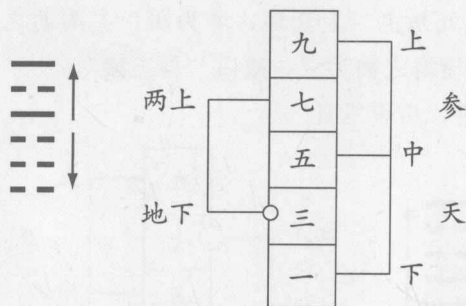 九 上
两上 七 参
五 中
地下 三 天
一 下